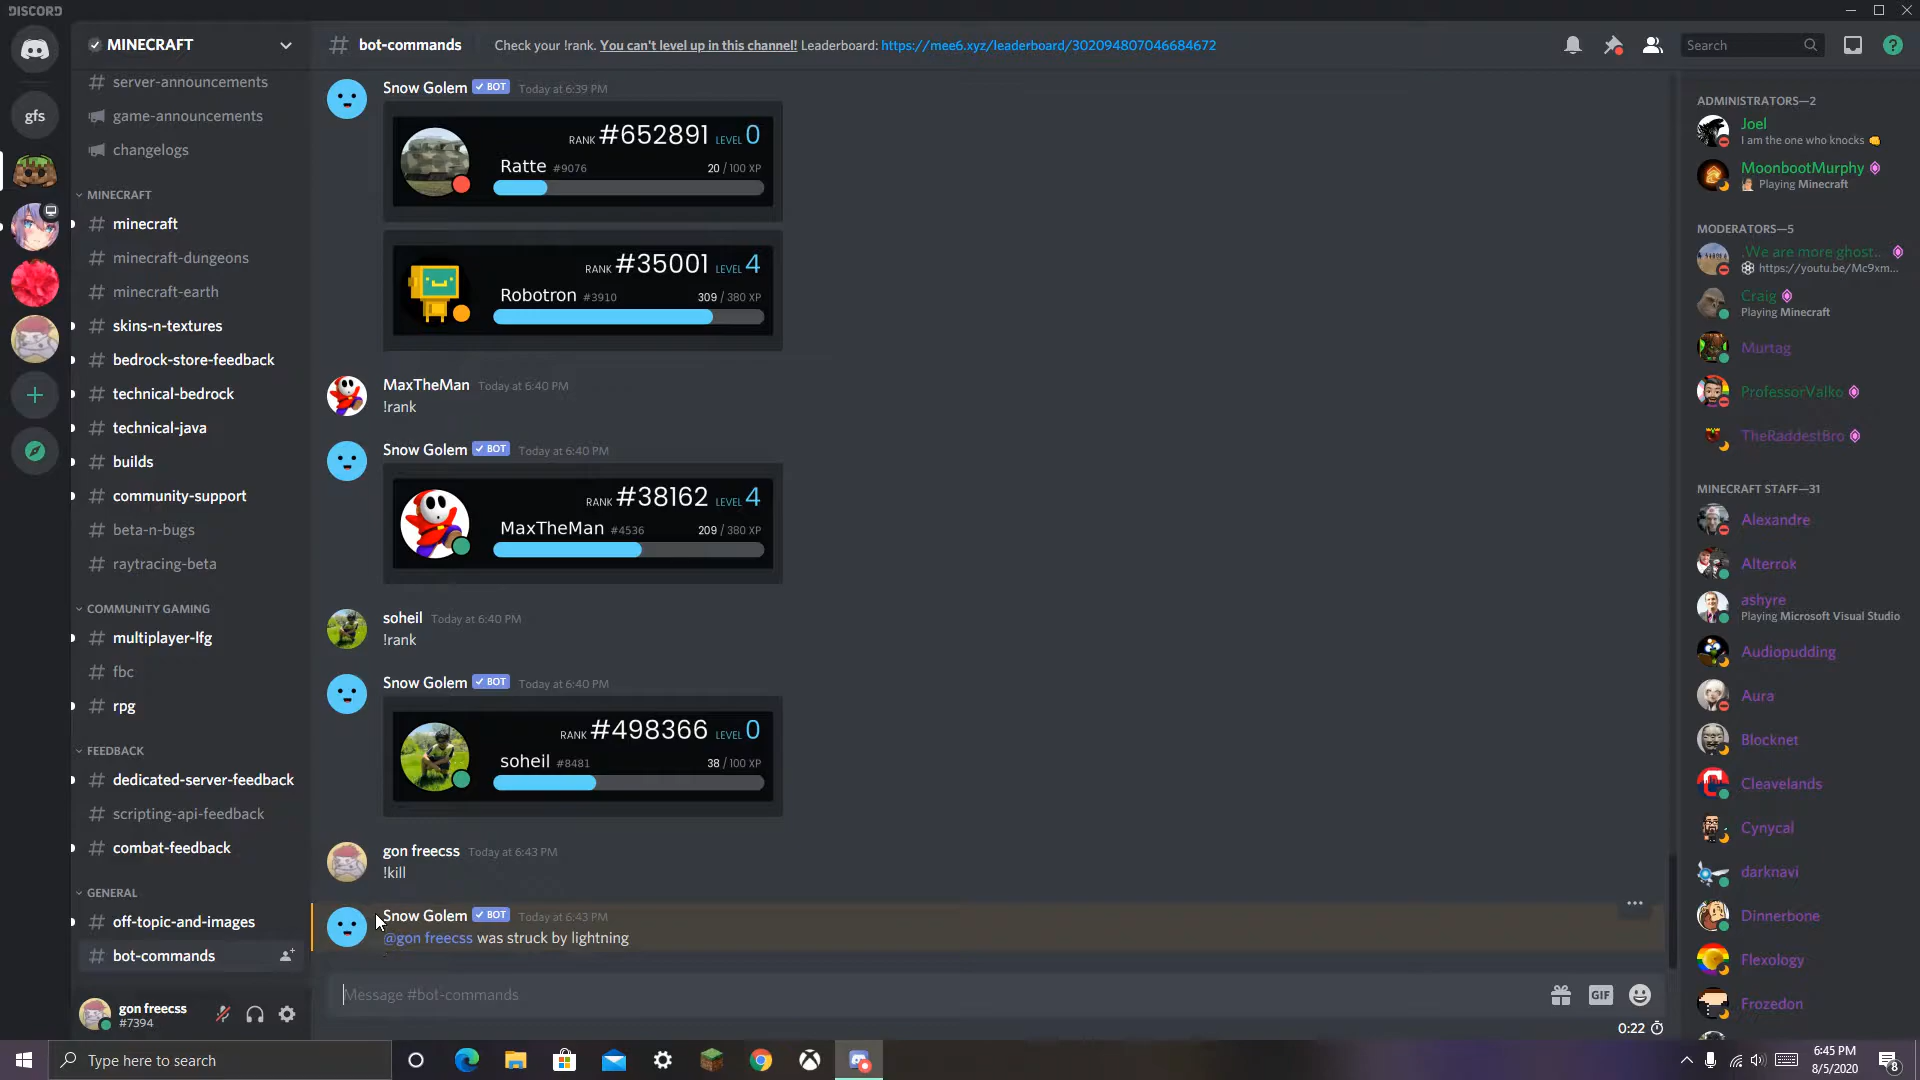 DISCORD
MINECRAFT
server-announcements
game-announcements
changelogs
MINECRAFT
minecraft
minecraft-dungeons
minecraft-earth
skins-n-textures
bedrock-store-feedback
technical-bedrock
technical-java
builds
community-support
beta-n-bugs
raytracing-beta
COMMUNITY GAMING
multiplayer-lfg
fbc
rpg
FEEDBACK
dedicated-server-feedback
scripting-api-feedback
combat-feedback
GENERAL
off-topic-and-images
bot-commands
gfs
gon freecss
#7394
bot-commands Check your !rank. You can't level up in this channel! Leaderboard: https://mee6.xyz/leaderboard/302094807046684672
Search
Snow Golem BOT Today at 6:39 PM
RANK #652891 LEVEL 0
Ratte #9076 20 / 100 XP
RANK #35001 LEVEL 4
Robotron #3910 309 / 380 XP
MaxTheMan Today at 6:40 PM
!rank
Snow Golem BOT Today at 6:40 PM
RANK #38162 LEVEL 4
MaxTheMan #4536 209 / 380 XP
soheil Today at 6:40 PM
!rank
Snow Golem BOT Today at 6:40 PM
RANK #498366 LEVEL 0
soheil #8481 38 / 100 XP
gon freecss Today at 6:43 PM
!kill
Snow Golem BOT Today at 6:43 PM
@gon freecss was struck by lightning
Message #bot-commands
GIF
0:22
ADMINISTRATORS—2
Joel
I am the one who knocks
MoonbootMurphy
Playing Minecraft
MODERATORS—5
.We are more ghost...
https://youtu.be/Mc9xm...
Craig
Playing Minecraft
Murtag
ProfessorValko
TheRaddestBro
MINECRAFT STAFF—31
Alexandre
Alterrok
ashyre
Playing Microsoft Visual Studio
Audiopudding
Aura
Blocknet
Cleavelands
Cynycal
darknavi
Dinnerbone
Flexology
Frozedon
Type here to search
6:45 PM
8/5/2020
8